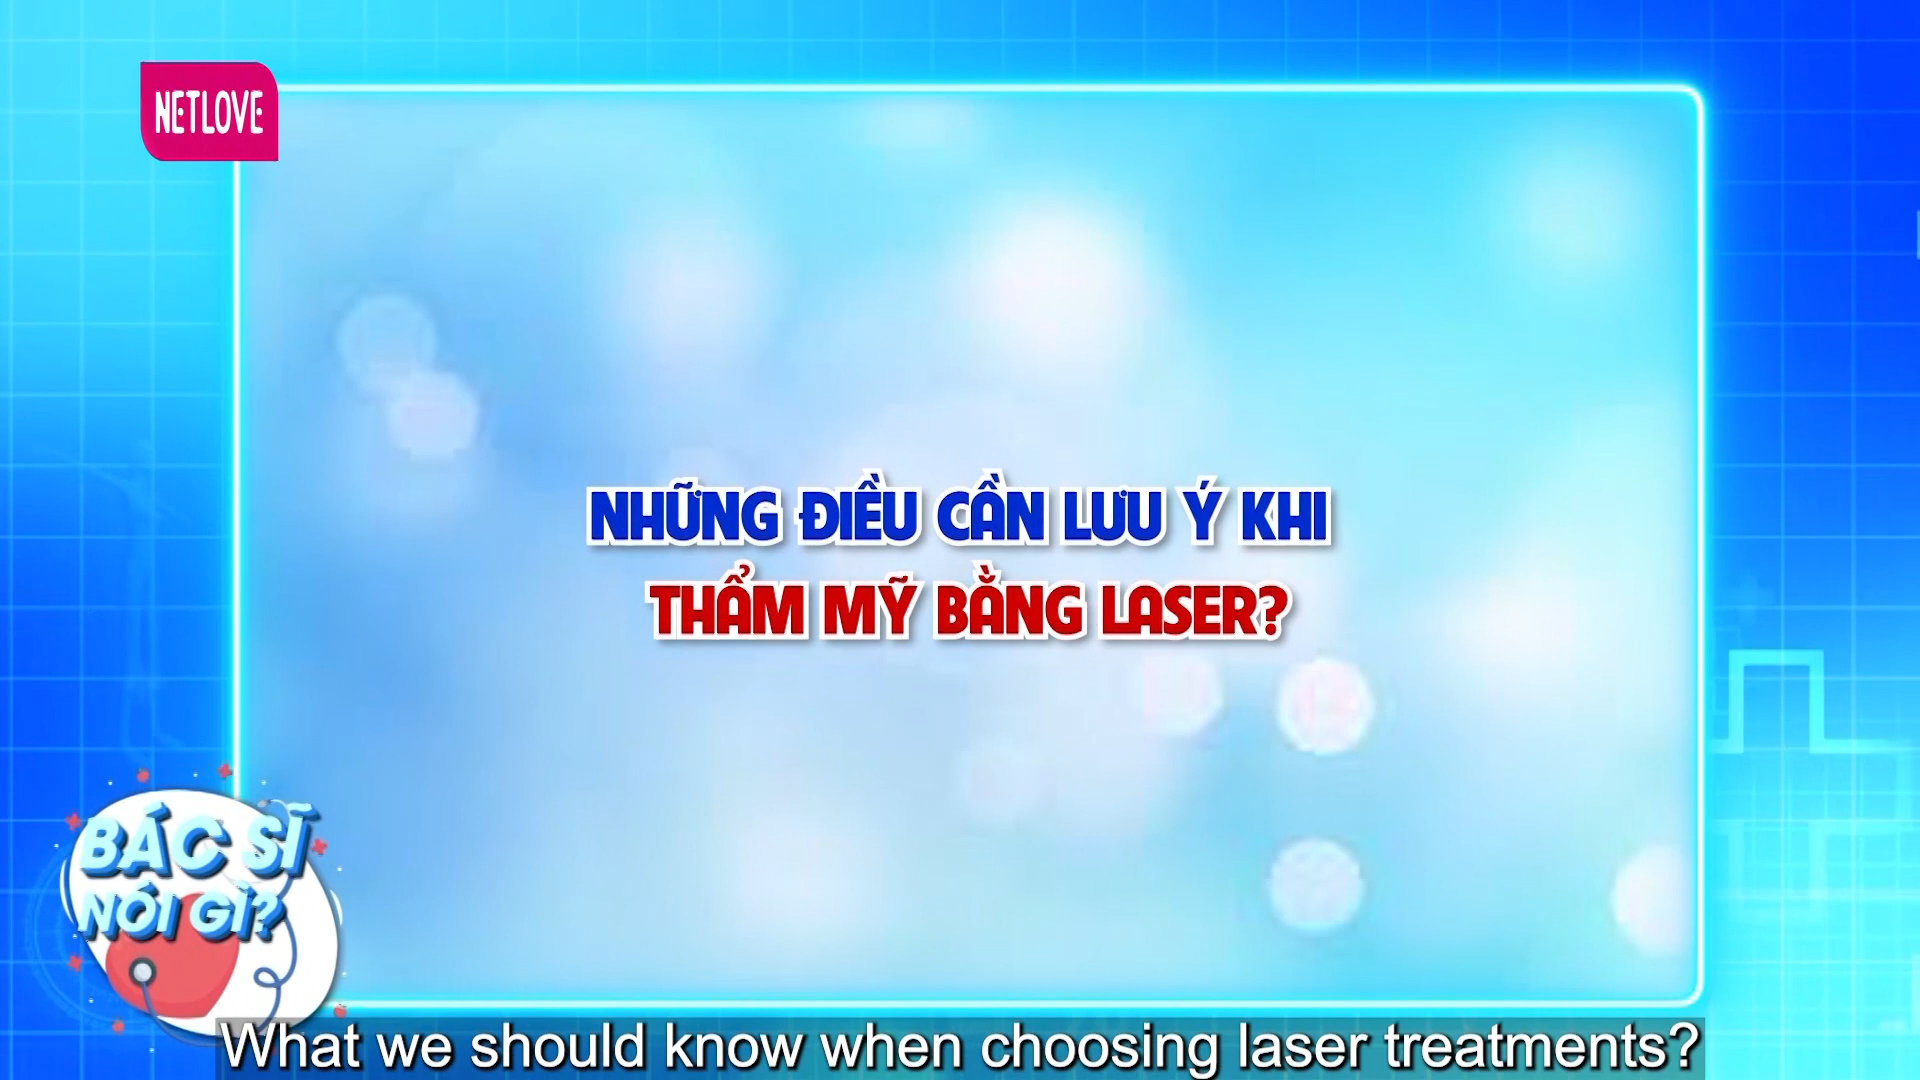 NETLOVE
NHỮNG ĐIỀU CẦN LƯU Ý KHI
THẨM MỸ BẰNG LASER?
BÁC SĨ
NÓI GÌ?
What we should know when choosing laser treatments?